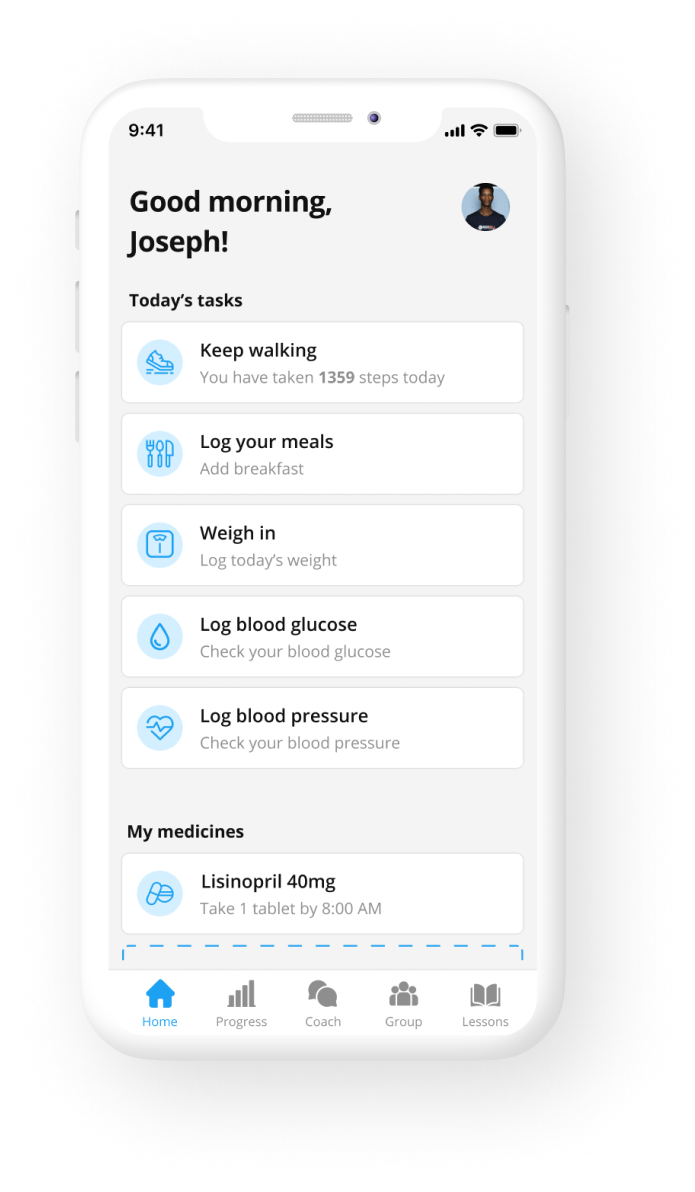 9:41
Good morning,
Joseph!
Today’s tasks
Keep walking
You have taken 1359 steps today
Log your meals
Add breakfast
Weigh in
Log today’s weight
Log blood glucose
Check your blood glucose
Log blood pressure
Check your blood pressure
My medicines
Lisinopril 40mg
Take 1 tablet by 8:00 AM
Home Progress Coach Group Lessons